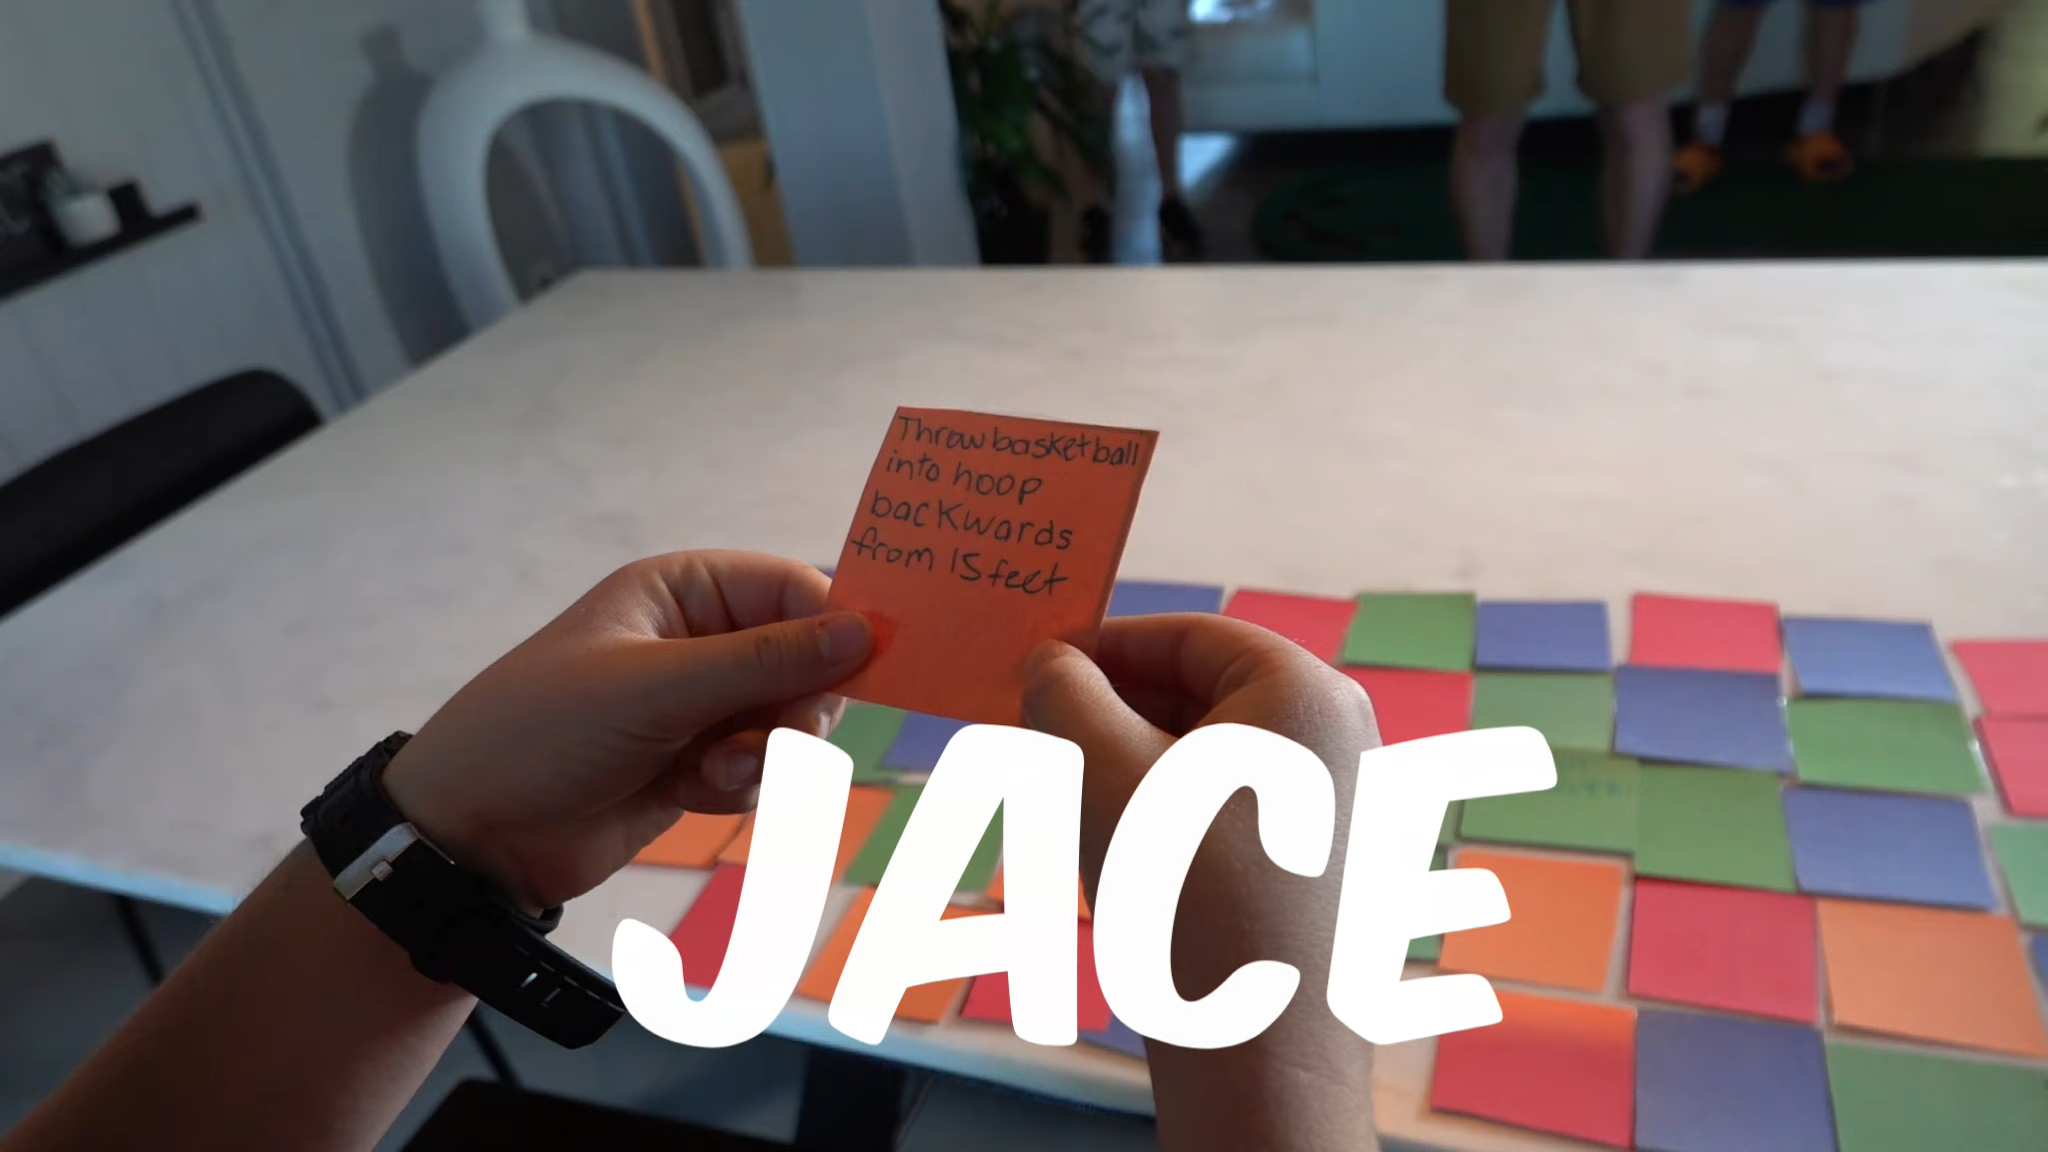 Throw basketball
into hoop
backwards
from 15 feet
JACE